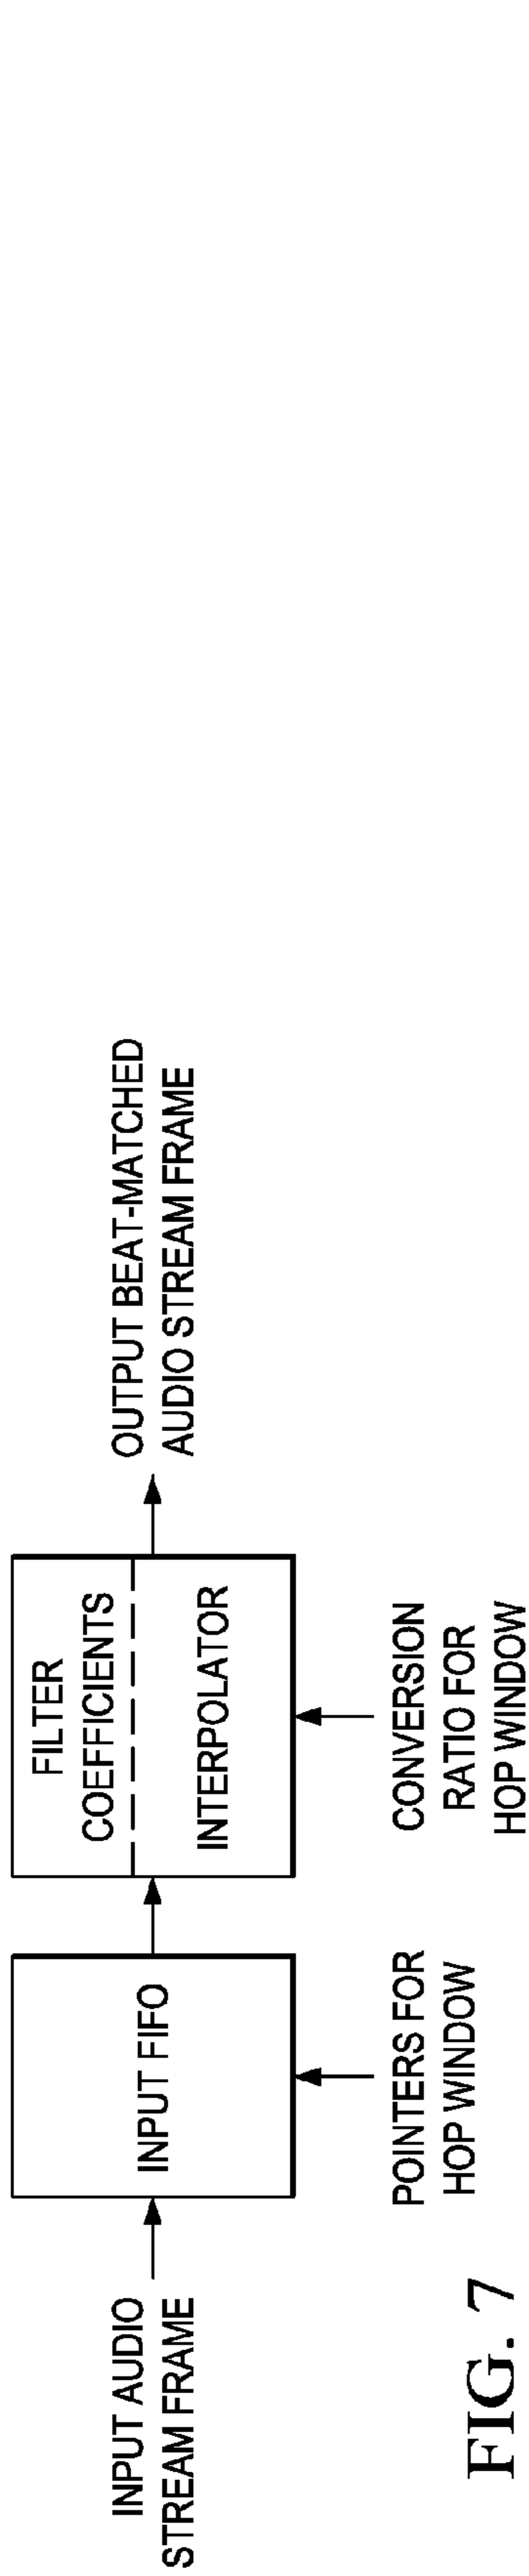 INPUT AUDIO
STREAM FRAME
INPUT FIFO
POINTERS FOR
HOP WINDOW
FILTER
COEFFICIENTS
INTERPOLATOR
CONVERSION
RATIO FOR
HOP WINDOW
OUTPUT BEAT-MATCHED
AUDIO STREAM FRAME
FIG. 7